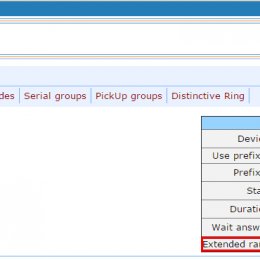 des | Serial groups | PickUp groups | Distinctive Ring |
Devi
Use prefix
Prefix
Sta
Duratio
Wait answ
Extended ra